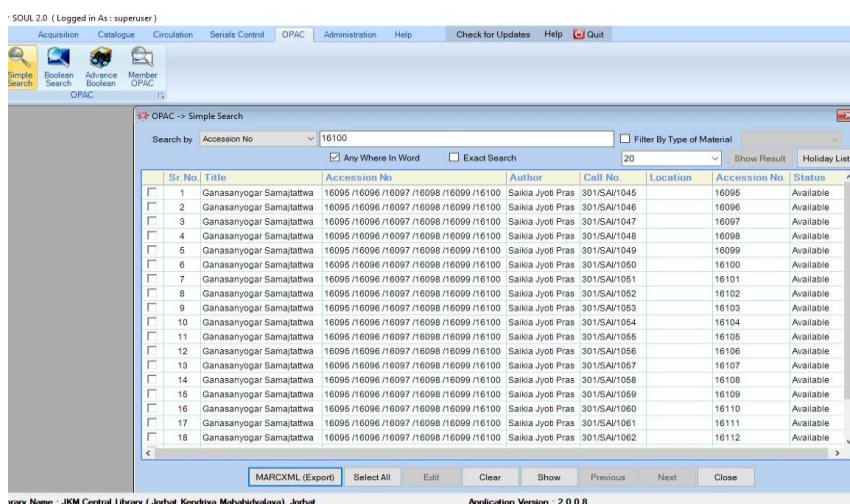 SOUL 2.0 ( Logged in As : superuser )
Acquisition Catalogue Circulation Serials Control OPAC Administration Help Check for Updates Help Quit
Simple Search Boolean Search Advance Boolean Member OPAC
OPAC
OPAC -> Simple Search
Search by Accession No 16100 Filter By Type of Material
Any Where In Word Exact Search 20 Show Result Holiday List
Sr. No. Title Accession No Author Call No. Location Accession No. Status
1 Ganasanyogar Samajtattwa 16095 /16096 /16097 /16098 /16099 /16100 Saikia Jyoti Pras 301/SAI/1045 16095 Available
2 Ganasanyogar Samajtattwa 16095 /16096 /16097 /16098 /16099 /16100 Saikia Jyoti Pras 301/SAI/1046 16096 Available
3 Ganasanyogar Samajtattwa 16095 /16096 /16097 /16098 /16099 /16100 Saikia Jyoti Pras 301/SAI/1047 16097 Available
4 Ganasanyogar Samajtattwa 16095 /16096 /16097 /16098 /16099 /16100 Saikia Jyoti Pras 301/SAI/1048 16098 Available
5 Ganasanyogar Samajtattwa 16095 /16096 /16097 /16098 /16099 /16100 Saikia Jyoti Pras 301/SAI/1049 16099 Available
6 Ganasanyogar Samajtattwa 16095 /16096 /16097 /16098 /16099 /16100 Saikia Jyoti Pras 301/SAI/1050 16100 Available
7 Ganasanyogar Samajtattwa 16095 /16096 /16097 /16098 /16099 /16100 Saikia Jyoti Pras 301/SAI/1051 16101 Available
8 Ganasanyogar Samajtattwa 16095 /16096 /16097 /16098 /16099 /16100 Saikia Jyoti Pras 301/SAI/1052 16102 Available
9 Ganasanyogar Samajtattwa 16095 /16096 /16097 /16098 /16099 /16100 Saikia Jyoti Pras 301/SAI/1053 16103 Available
10 Ganasanyogar Samajtattwa 16095 /16096 /16097 /16098 /16099 /16100 Saikia Jyoti Pras 301/SAI/1054 16104 Available
11 Ganasanyogar Samajtattwa 16095 /16096 /16097 /16098 /16099 /16100 Saikia Jyoti Pras 301/SAI/1055 16105 Available
12 Ganasanyogar Samajtattwa 16095 /16096 /16097 /16098 /16099 /16100 Saikia Jyoti Pras 301/SAI/1056 16106 Available
13 Ganasanyogar Samajtattwa 16095 /16096 /16097 /16098 /16099 /16100 Saikia Jyoti Pras 301/SAI/1057 16107 Available
14 Ganasanyogar Samajtattwa 16095 /16096 /16097 /16098 /16099 /16100 Saikia Jyoti Pras 301/SAI/1058 16108 Available
15 Ganasanyogar Samajtattwa 16095 /16096 /16097 /16098 /16099 /16100 Saikia Jyoti Pras 301/SAI/1059 16109 Available
16 Ganasanyogar Samajtattwa 16095 /16096 /16097 /16098 /16099 /16100 Saikia Jyoti Pras 301/SAI/1060 16110 Available
17 Ganasanyogar Samajtattwa 16095 /16096 /16097 /16098 /16099 /16100 Saikia Jyoti Pras 301/SAI/1061 16111 Available
18 Ganasanyogar Samajtattwa 16095 /16096 /16097 /16098 /16099 /16100 Saikia Jyoti Pras 301/SAI/1062 16112 Available
MARCXML (Export) Select All Edit Clear Show Previous Next Close
Name : JKM Central Library ( Jorhat Kendriya Mahabidyalaya), Jorhat Application Version : 2.0.0.8